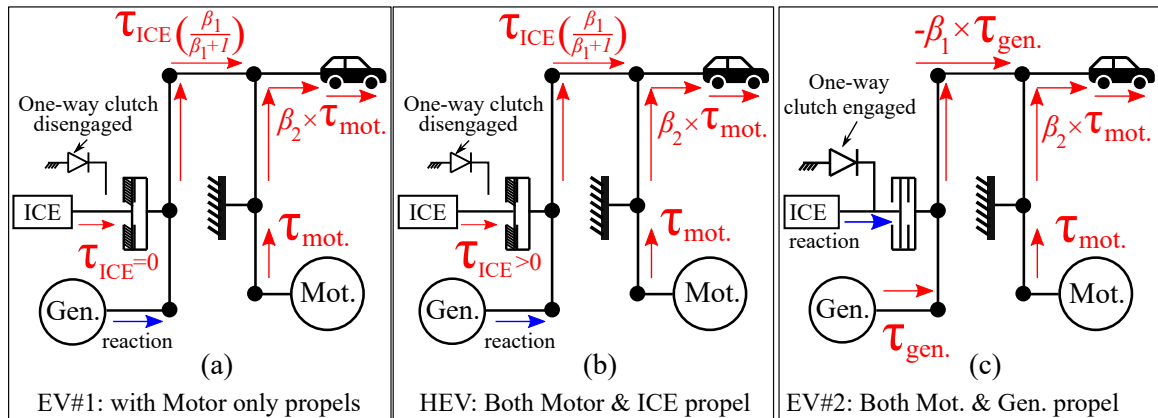 τICE(β1/β1+1)
One-way clutch
disengaged
β2×τmot.
ICE
τICE=0
τmot.
Gen.
Mot.
reaction
(a)
EV#1: with Motor only propels
τICE(β1/β1+1)
One-way clutch
disengaged
β2×τmot.
ICE
τICE>0
τmot.
Gen.
Mot.
reaction
(b)
HEV: Both Motor & ICE propel
-β1×τgen.
One-way
clutch engaged
β2×τmot.
ICE
reaction
τmot.
Gen.
Mot.
τgen.
(c)
EV#2: Both Mot. & Gen. propel